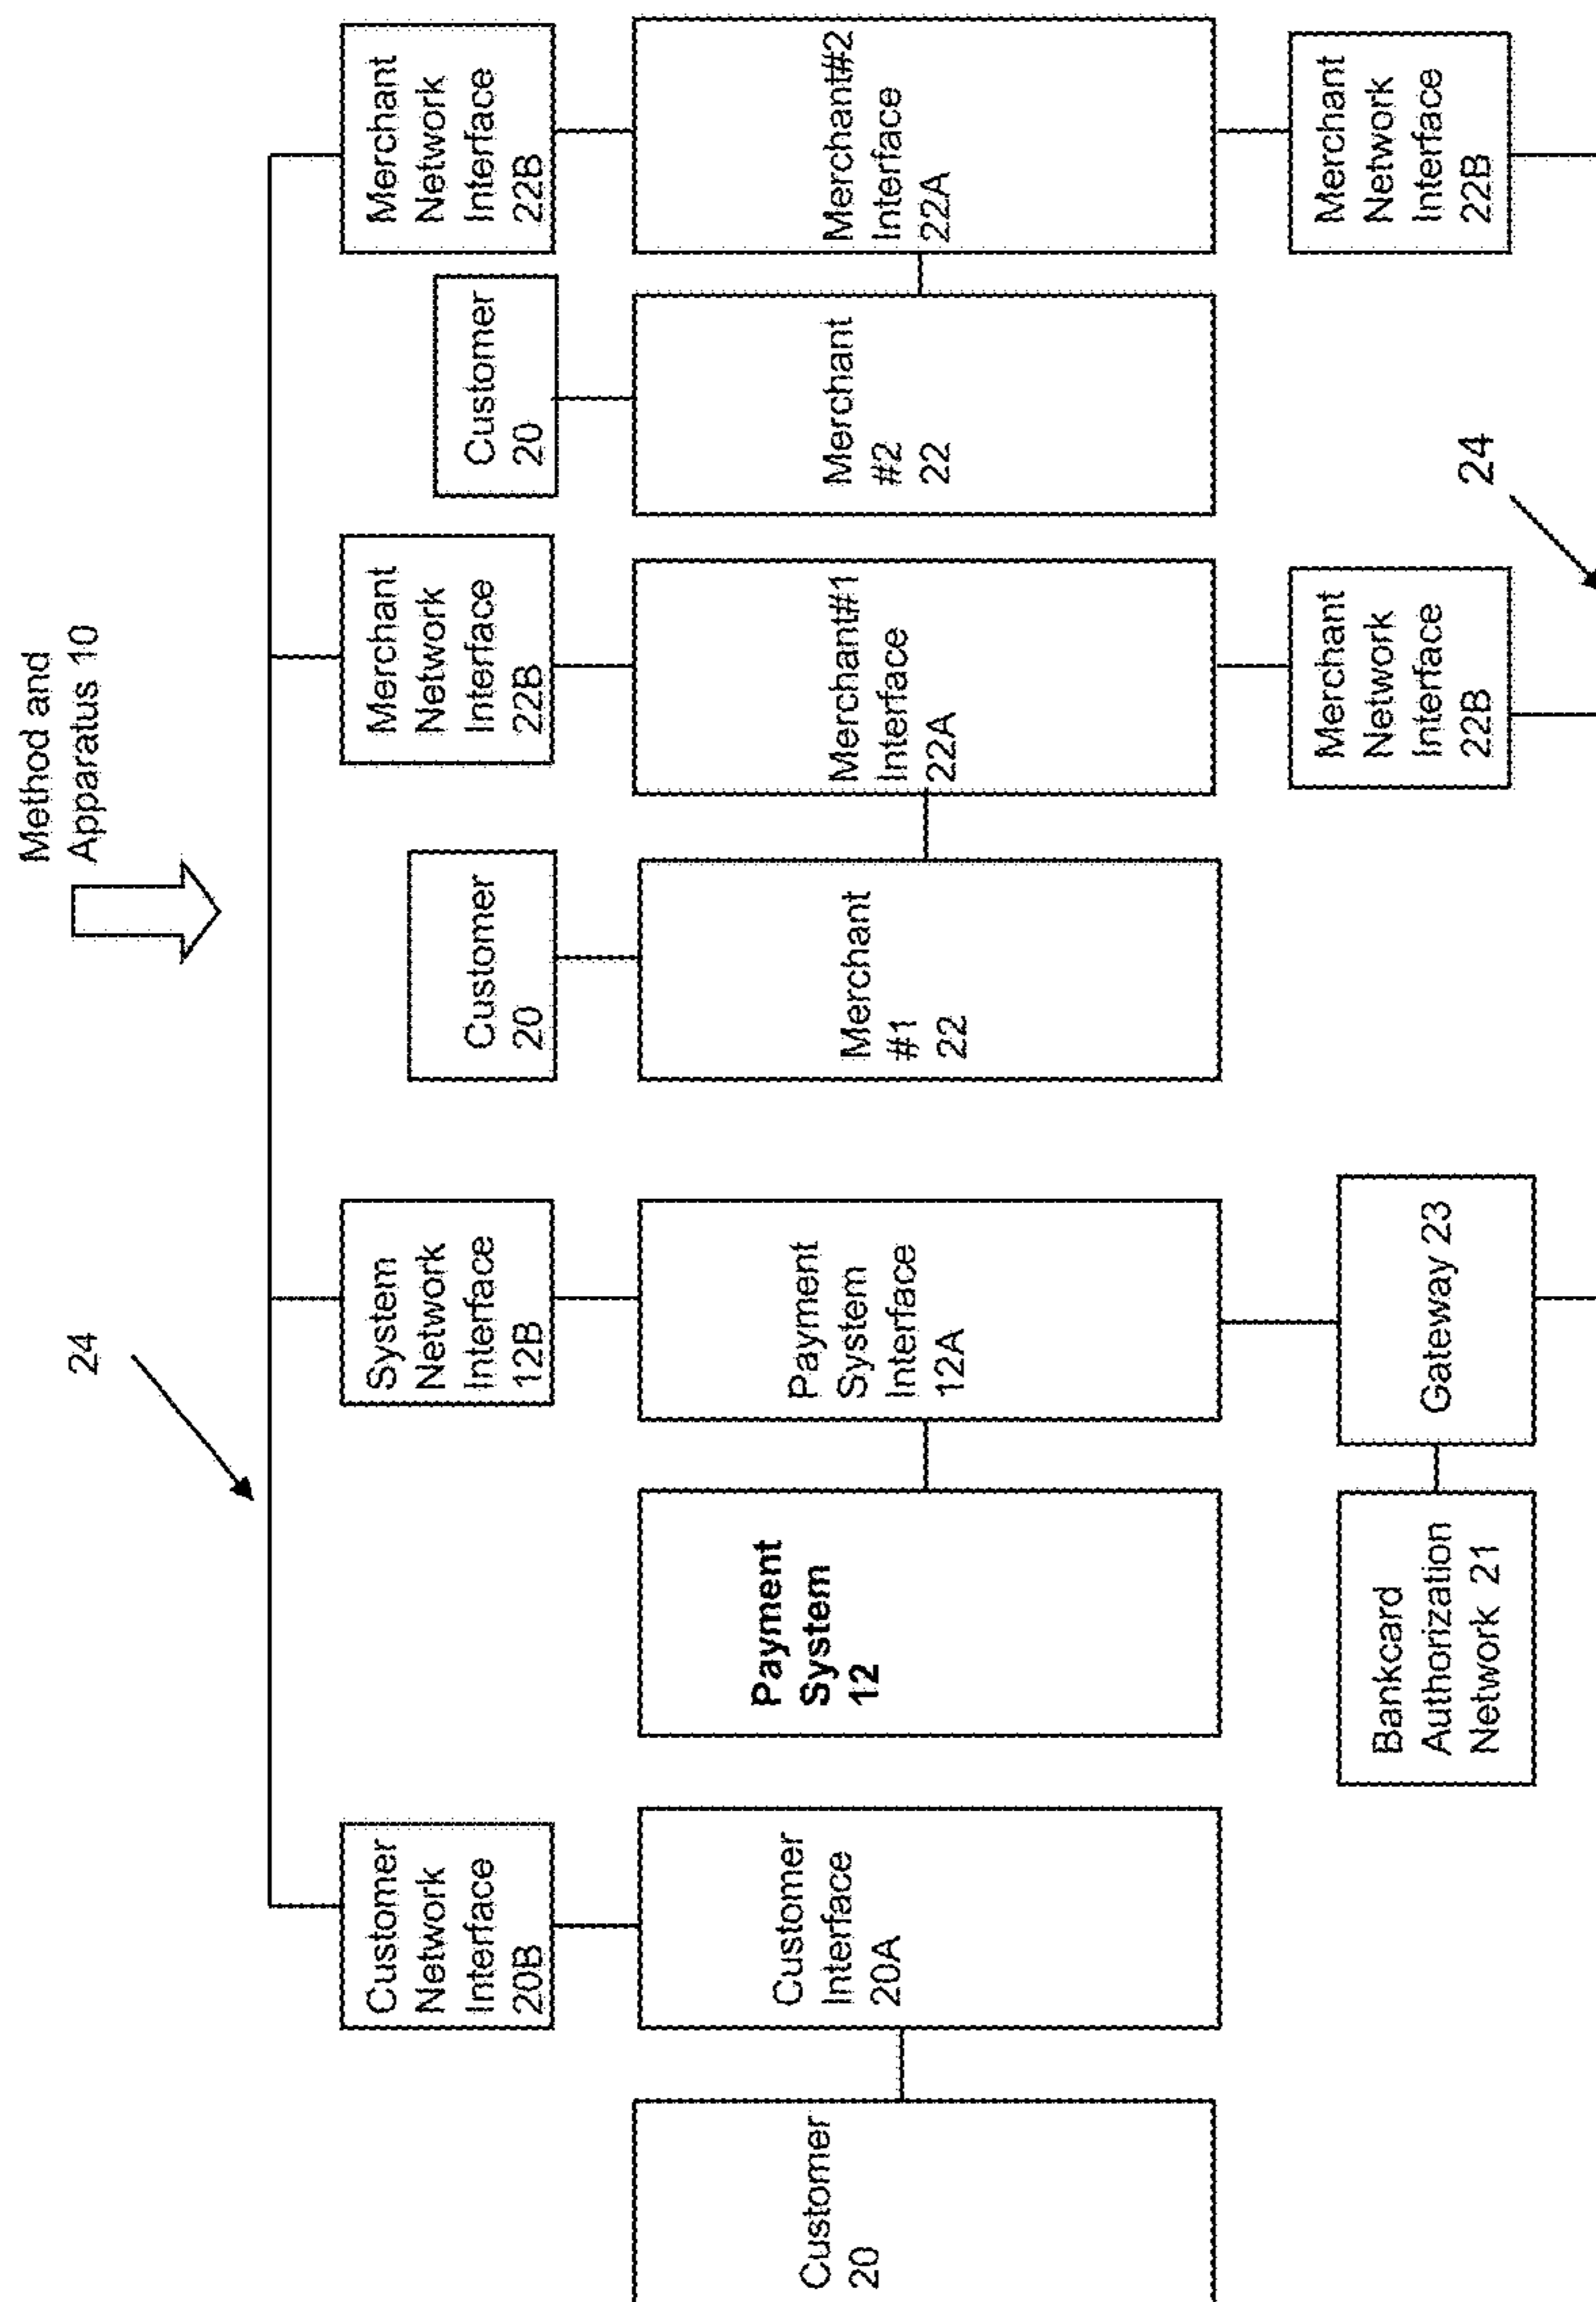 Method and
Apparatus 10
24
Customer
Network
Interface
20B
System
Network
Interface
12B
Merchant
Network
Interface
22B
Merchant
Network
Interface
22B
Customer
20
Customer
20
Customer
20
Customer
Interface
20A
Payment
System
12
Payment
System
Interface
12A
Merchant
#1
22
Merchant#1
Interface
22A
Merchant
#2
22
Merchant#2
Interface
22A
Bankcard
Authorization
Network 21
Gateway 23
Merchant
Network
Interface
22B
Merchant
Network
Interface
22B
24